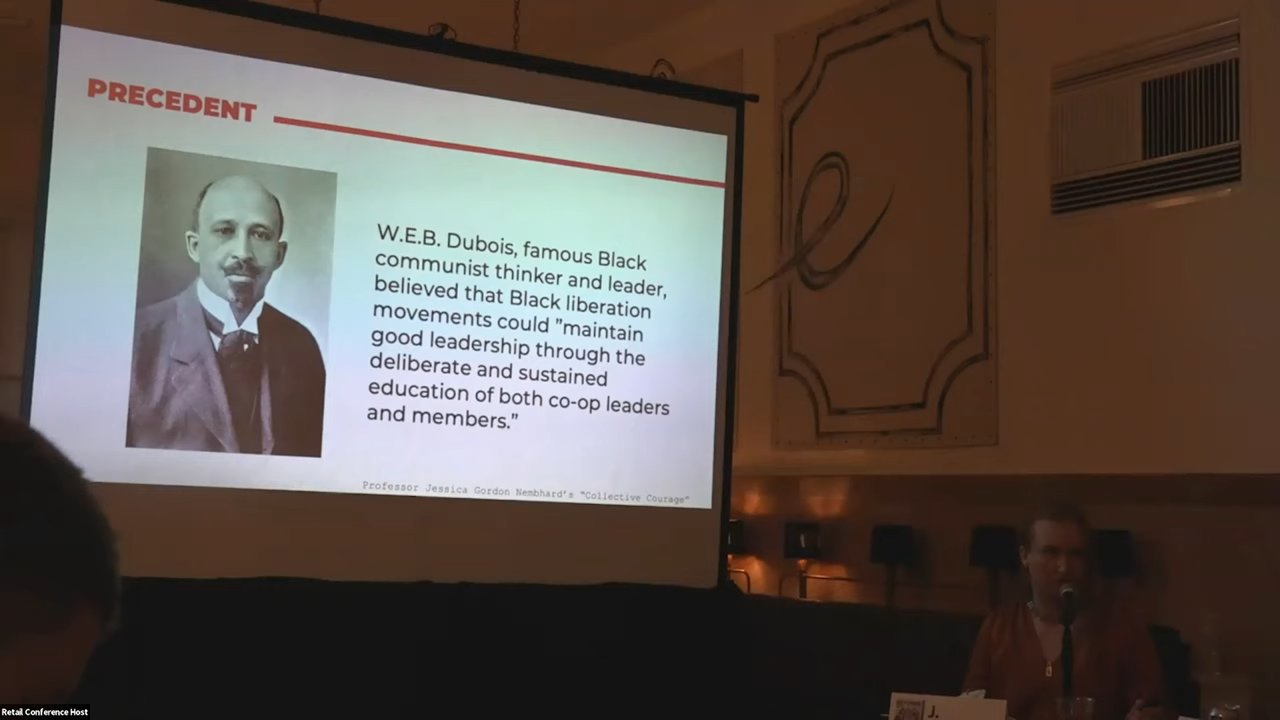 PRECEDENT
W.E.B. Dubois, famous Black
communist thinker and leader,
believed that Black liberation
movements could "maintain
good leadership through the
deliberate and sustained
education of both co-op leaders
and members."
Professor Jessica Gordon Nembhard's "Collective Courage"
e
J.
Retail Conference Host